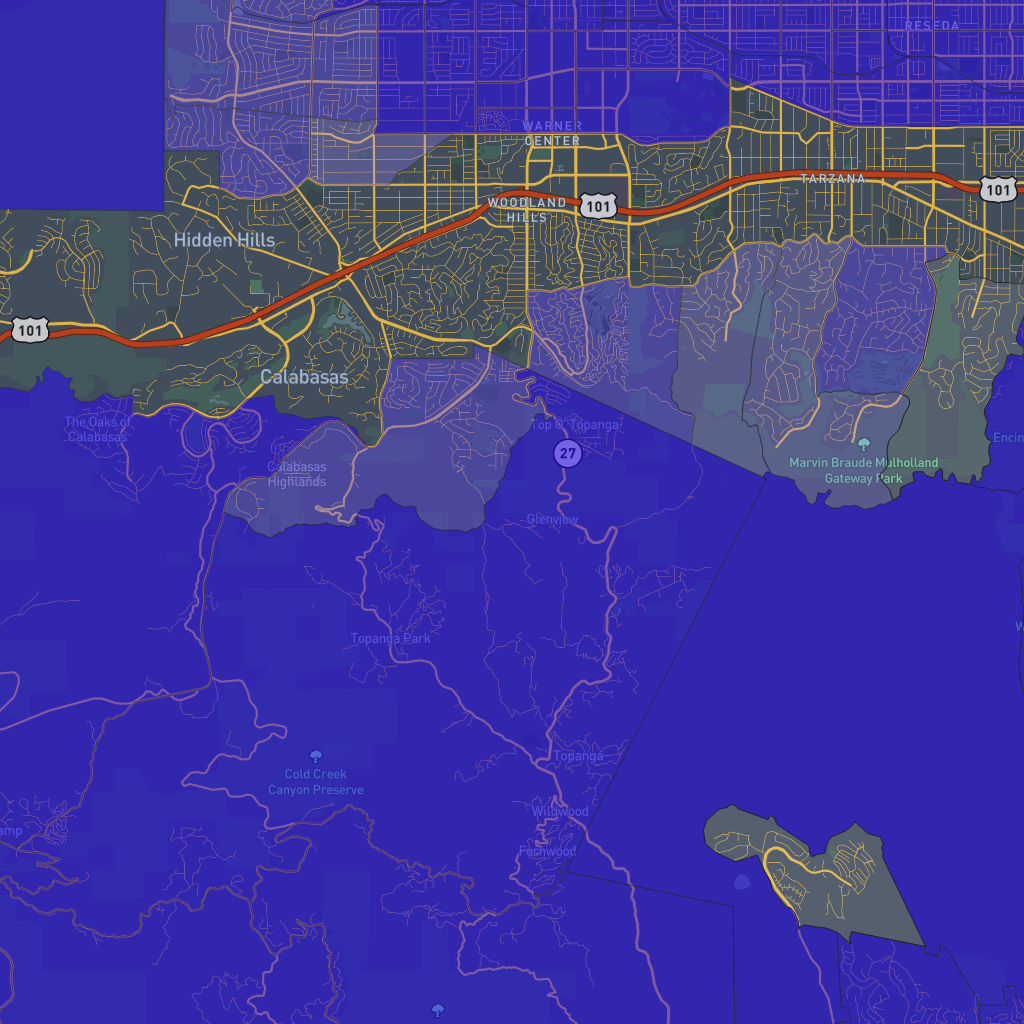 RESEDA
WARNER
CENTER
TARZANA
101
WOODLAND
HILLS
101
Hidden Hills
101
Calabasas
The Oaks of
Calabasas
Top O' Topanga
27
Encin
Calabasas
Highlands
Marvin Braude Mulholland
Gateway Park
Glenview
Topanga Park
W
Topanga
Cold Creek
Canyon Preserve
Wildwood
amp
Fernwood